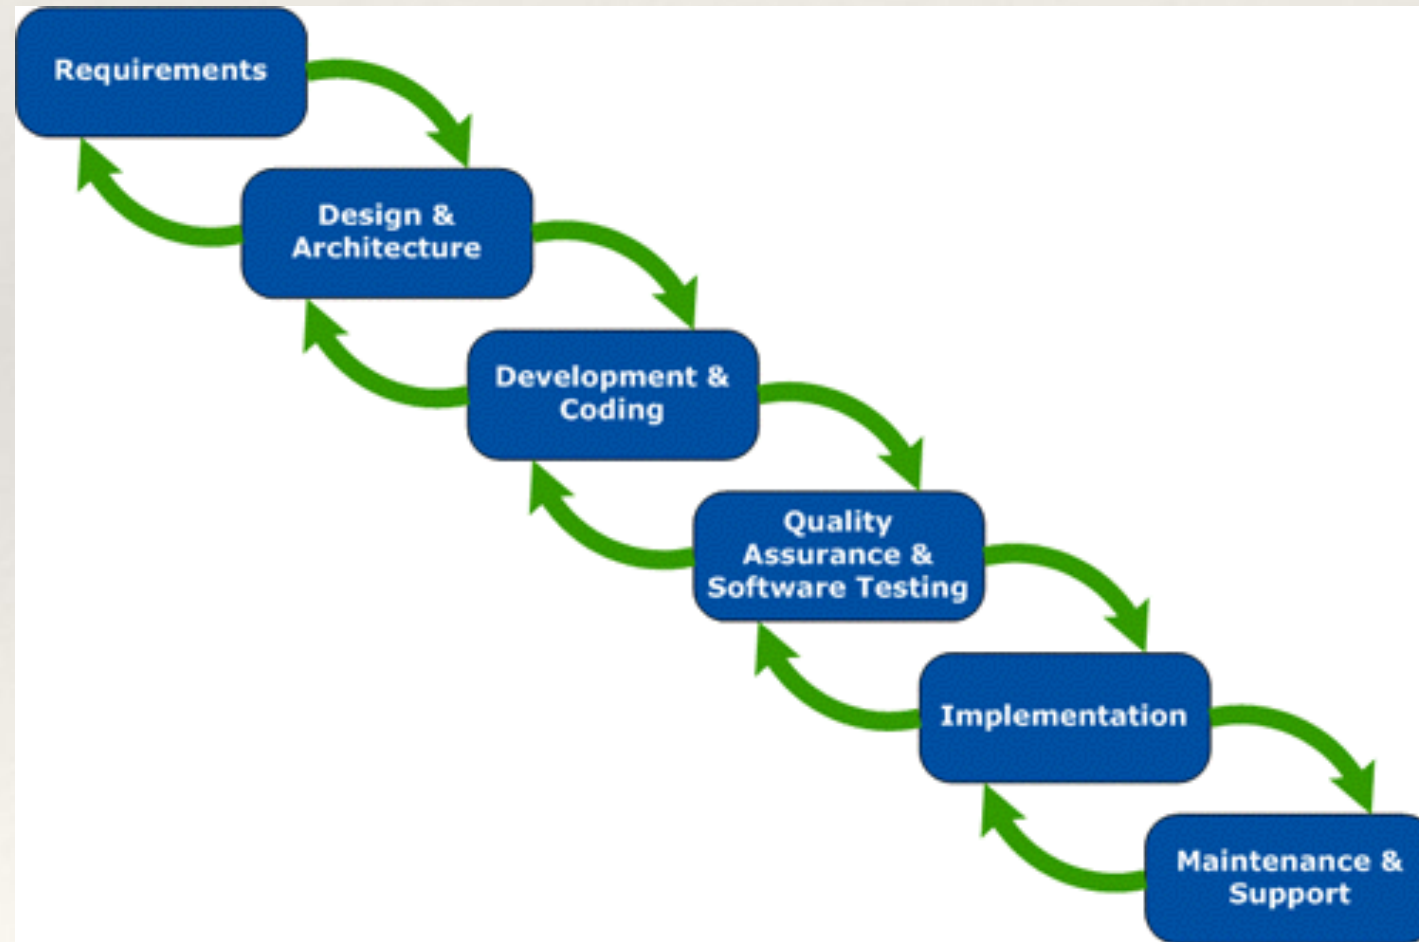 Requirements
Design &
Architecture
Development &
Coding
Quality
Assurance &
Software Testing
Implementation
Maintenance &
Support